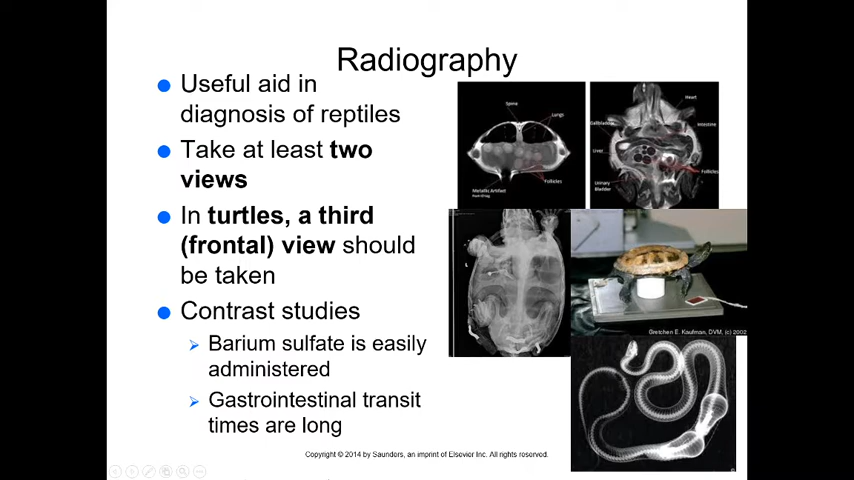 Radiography
Useful aid in
diagnosis of reptiles
Take at least two
views
In turtles, a third
(frontal) view should
be taken
Contrast studies
Barium sulfate is easily
administered
Gastrointestinal transit
times are long
Spine
Lungs
Follicles
Metallic Artifact
Heart
Gallbladder
Intestine
Liver
Follicles
Urinary
Bladder
L
Gretchen E. Kaufman, DVM, (c) 2002
Copyright © 2014 by Saunders, an imprint of Elsevier Inc. All rights reserved.